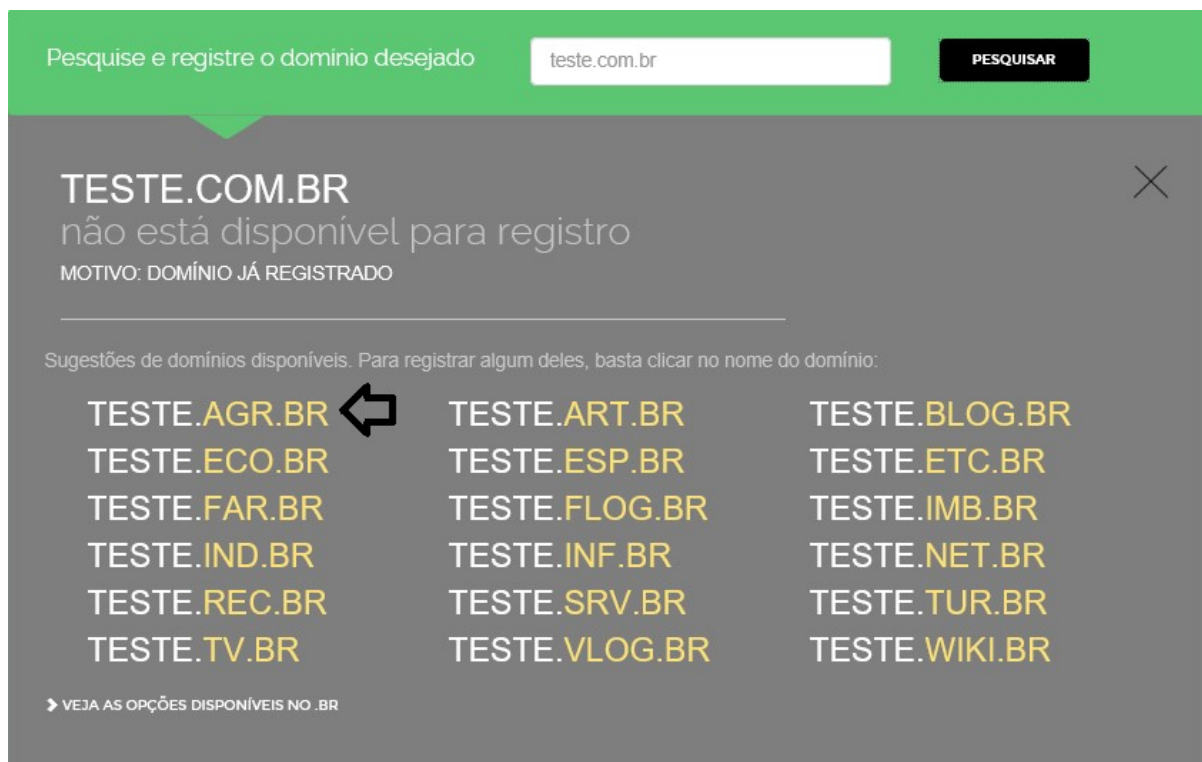 Pesquise e registre o domínio desejado
teste.com.br
PESQUISAR
TESTE.COM.BR
não está disponível para registro
MOTIVO: DOMÍNIO JÁ REGISTRADO
Sugestões de domínios disponíveis. Para registrar algum deles, basta clicar no nome do domínio:
TESTE.AGR.BR TESTE.ART.BR TESTE.BLOG.BR
TESTE.ECO.BR TESTE.ESP.BR TESTE.ETC.BR
TESTE.FAR.BR TESTE.FLOG.BR TESTE.IMB.BR
TESTE.IND.BR TESTE.INF.BR TESTE.NET.BR
TESTE.REC.BR TESTE.SRV.BR TESTE.TUR.BR
TESTE.TV.BR TESTE.VLOG.BR TESTE.WIKI.BR
VEJA AS OPÇÕES DISPONÍVEIS NO .BR